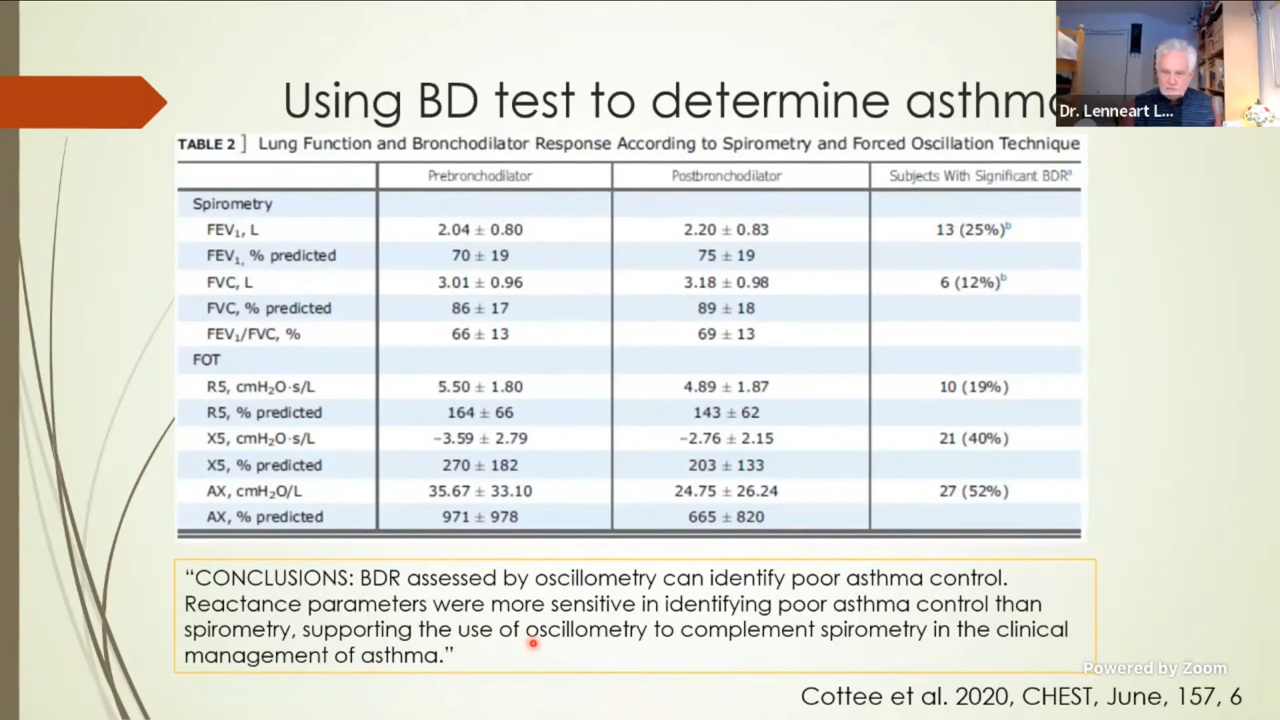 Using BD test to determine asthma
Dr. Lenneart L...
TABLE 2 ] Lung Function and Bronchodilator Response According to Spirometry and Forced Oscillation Technique
Prebronchodilator Postbronchodilator Subjects With Significant BDRᵃ
Spirometry
FEV₁, L 2.04 ± 0.80 2.20 ± 0.83 13 (25%)ᵇ
FEV₁, % predicted 70 ± 19 75 ± 19
FVC, L 3.01 ± 0.96 3.18 ± 0.98 6 (12%)ᵇ
FVC, % predicted 86 ± 17 89 ± 18
FEV₁/FVC, % 66 ± 13 69 ± 13
FOT
R5, cmH₂O·s/L 5.50 ± 1.80 4.89 ± 1.87 10 (19%)
R5, % predicted 164 ± 66 143 ± 62
X5, cmH₂O·s/L −3.59 ± 2.79 −2.76 ± 2.15 21 (40%)
X5, % predicted 270 ± 182 203 ± 133
AX, cmH₂O/L 35.67 ± 33.10 24.75 ± 26.24 27 (52%)
AX, % predicted 971 ± 978 665 ± 820
“CONCLUSIONS: BDR assessed by oscillometry can identify poor asthma control.
Reactance parameters were more sensitive in identifying poor asthma control than
spirometry, supporting the use of oscillometry to complement spirometry in the clinical
management of asthma.”
Powered by Zoom
Cottee et al. 2020, CHEST, June, 157, 6